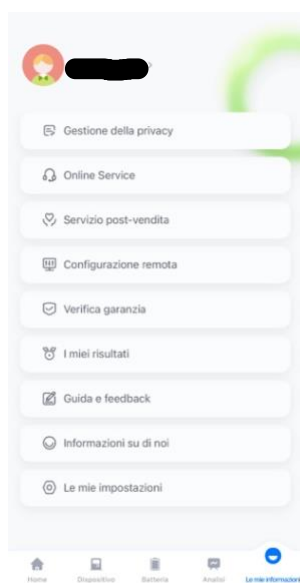 Gestione della privacy
Online Service
Servizio post-vendita
Configurazione remota
Verifica garanzia
I miei risultati
Guida e feedback
Informazioni su di noi
Le mie impostazioni
Home Dispositivo Batteria Analisi Le mie informazioni